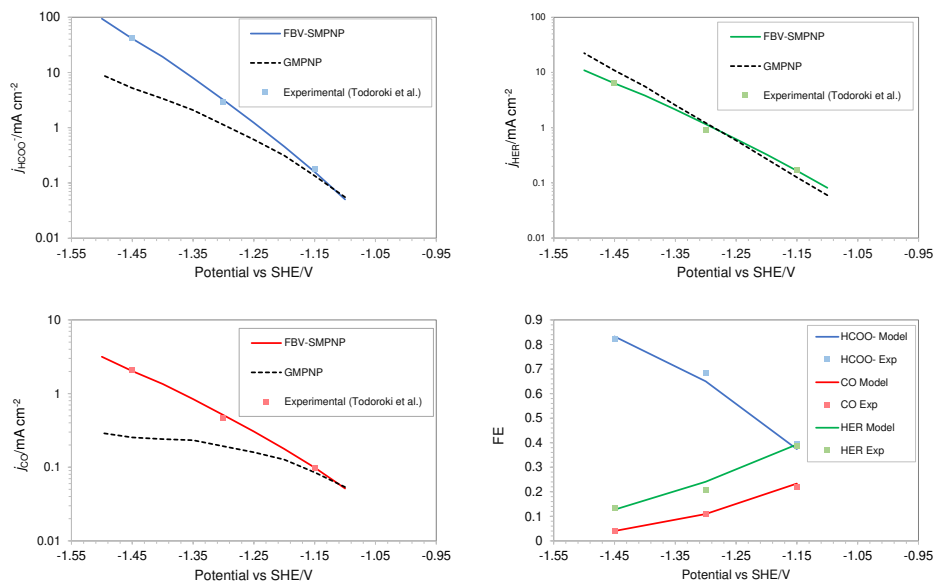 100
10
1
0.1
0.01
-1.55 -1.45 -1.35 -1.25 -1.15 -1.05 -0.95
Potential vs SHE/V
jHCOO-/mA cm-2
FBV-SMPNP
GMPNP
Experimental (Todoroki et al.)
100
10
1
0.1
0.01
-1.55 -1.45 -1.35 -1.25 -1.15 -1.05 -0.95
Potential vs SHE/V
jHER/mA cm-2
FBV-SMPNP
GMPNP
Experimental (Todoroki et al.)
10
1
0.1
0.01
-1.55 -1.45 -1.35 -1.25 -1.15 -1.05 -0.95
Potential vs SHE/V
jCO/mA cm-2
FBV-SMPNP
GMPNP
Experimental (Todoroki et al.)
0.9
0.8
0.7
0.6
0.5
0.4
0.3
0.2
0.1
0
-1.55 -1.45 -1.35 -1.25 -1.15 -1.05 -0.95
Potential vs SHE/V
FE
HCOO- Model
HCOO- Exp
CO Model
CO Exp
HER Model
HER Exp